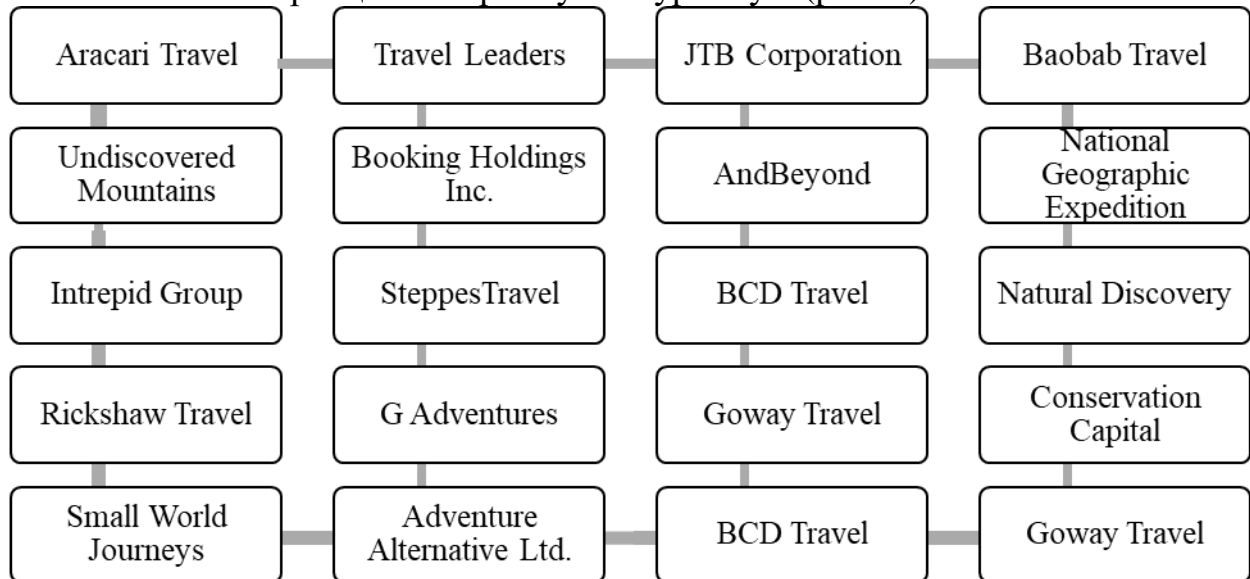 Aracari Travel
Travel Leaders
JTB Corporation
Baobab Travel
Undiscovered
Mountains
Booking Holdings
Inc.
AndBeyond
National
Geographic
Expedition
Intrepid Group
SteppesTravel
BCD Travel
Natural Discovery
Rickshaw Travel
G Adventures
Goway Travel
Conservation
Capital
Small World
Journeys
Adventure
Alternative Ltd.
BCD Travel
Goway Travel